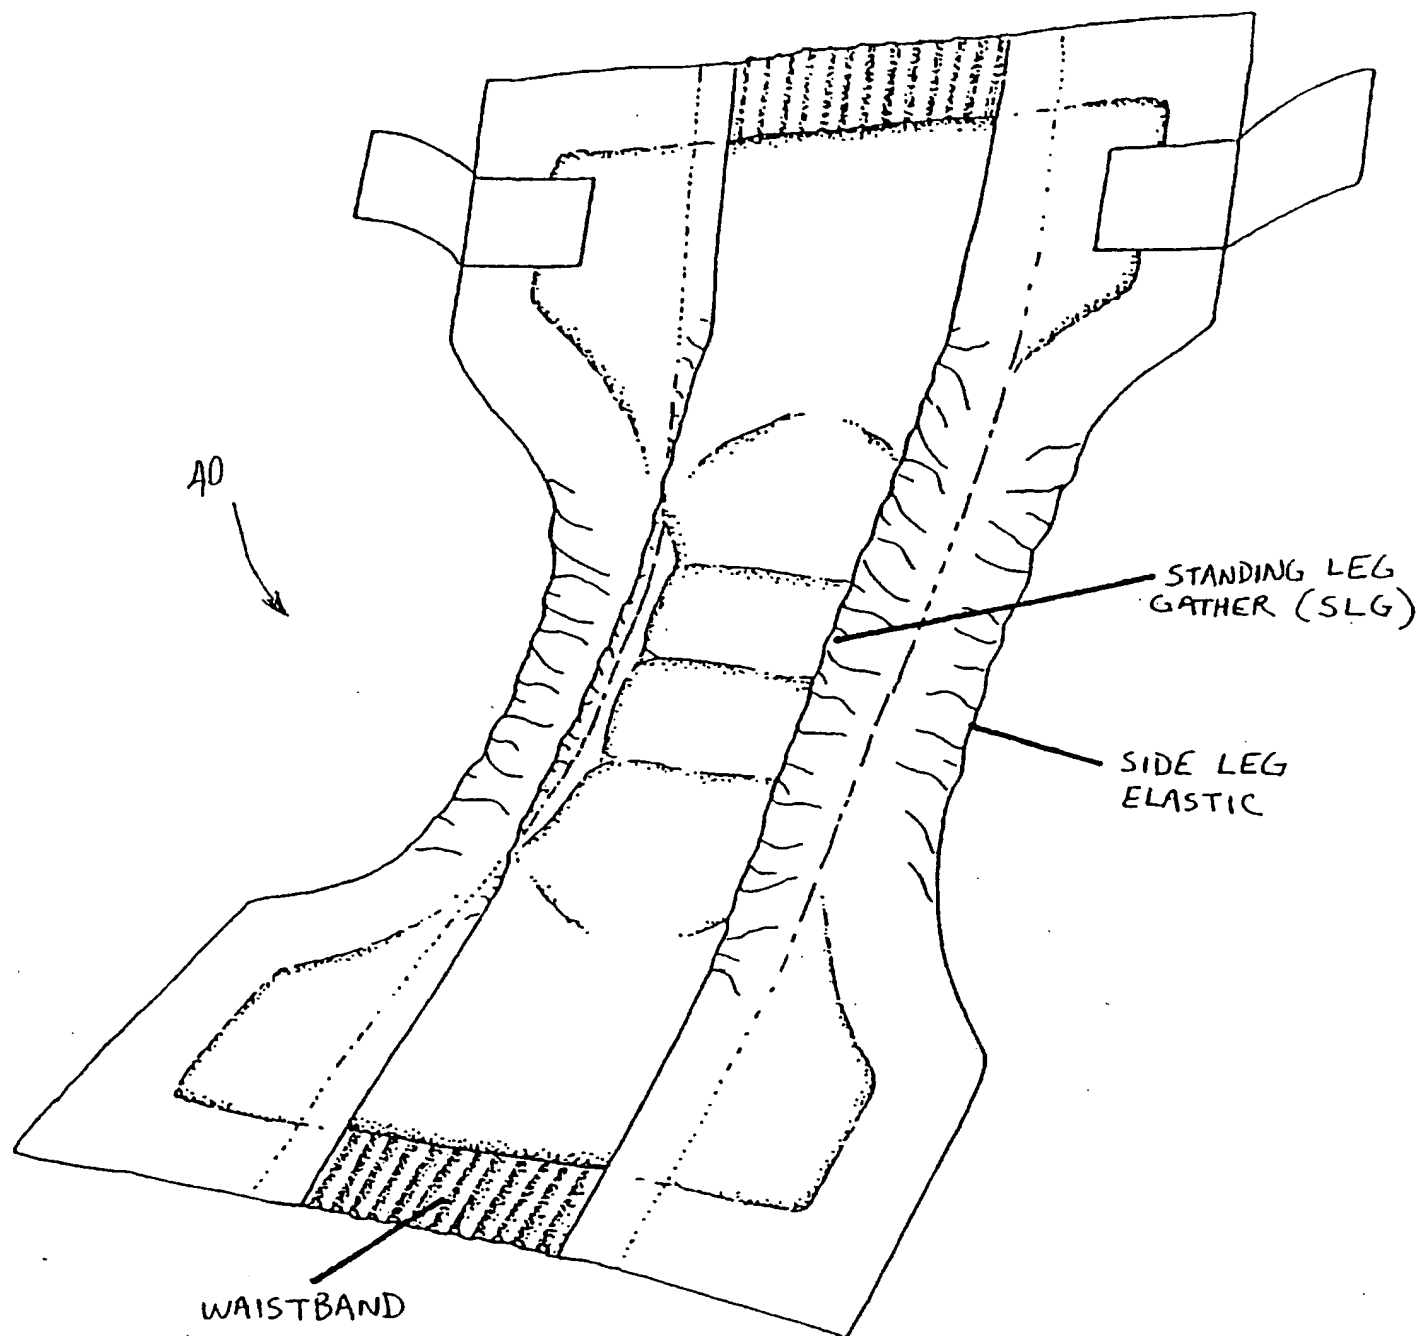 40
STANDING LEG
GATHER (SLG)
SIDE LEG
ELASTIC
WAISTBAND